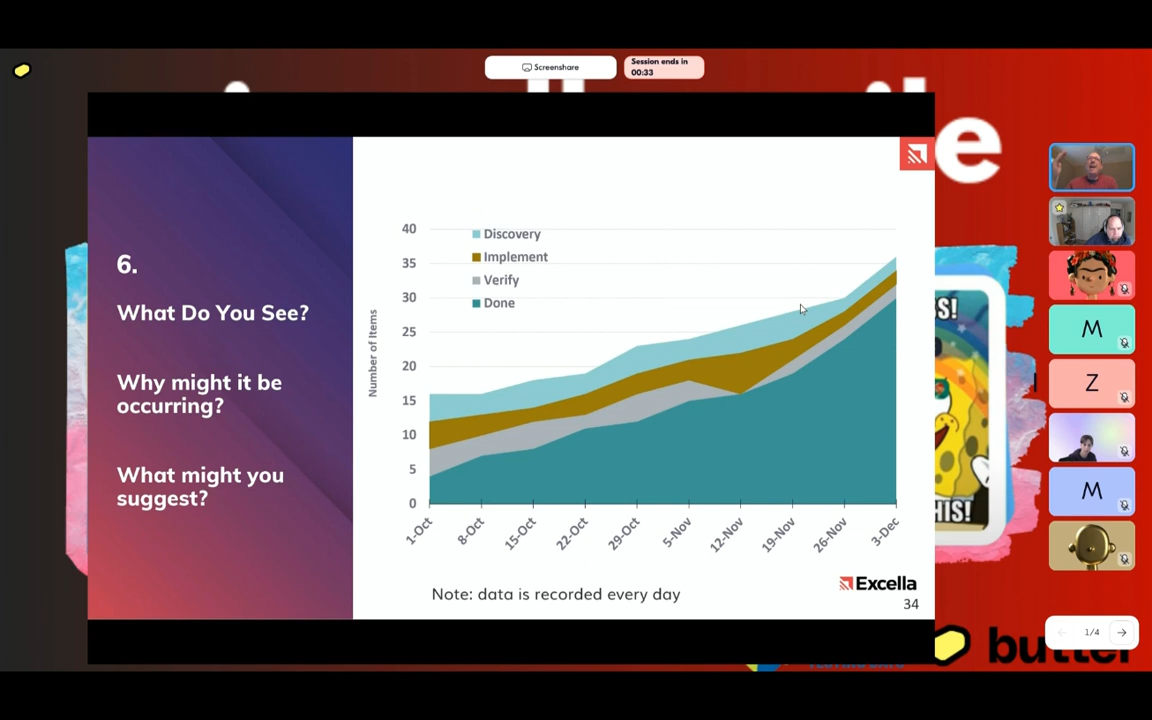 Screenshare
Session ends in
00:33
e
6.
What Do You See?
Why might it be
occurring?
What might you
suggest?
Number of Items
40
35
30
25
20
15
10
5
0
Discovery
Implement
Verify
Done
1-Oct
8-Oct
15-Oct
22-Oct
29-Oct
5-Nov
12-Nov
19-Nov
26-Nov
3-Dec
Note: data is recorded every day
Excella
34
S!
HIS!
M
Z
M
1/4